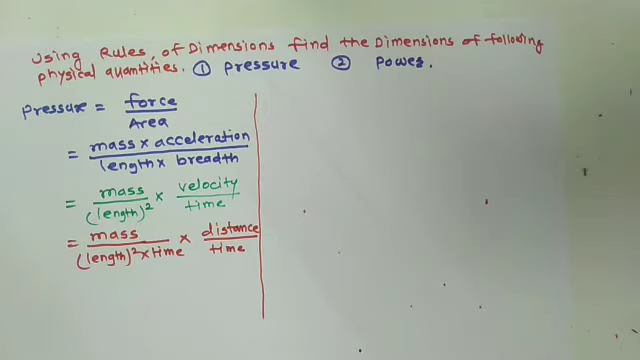 Using Rules, of Dimensions find the Dimensions of following
physical quantities. ① pressure ② power.
pressure = force / Area
= mass x acceleration / length x breadth
= mass / (length)² x velocity / time
= mass / (length)² x time x distance / time